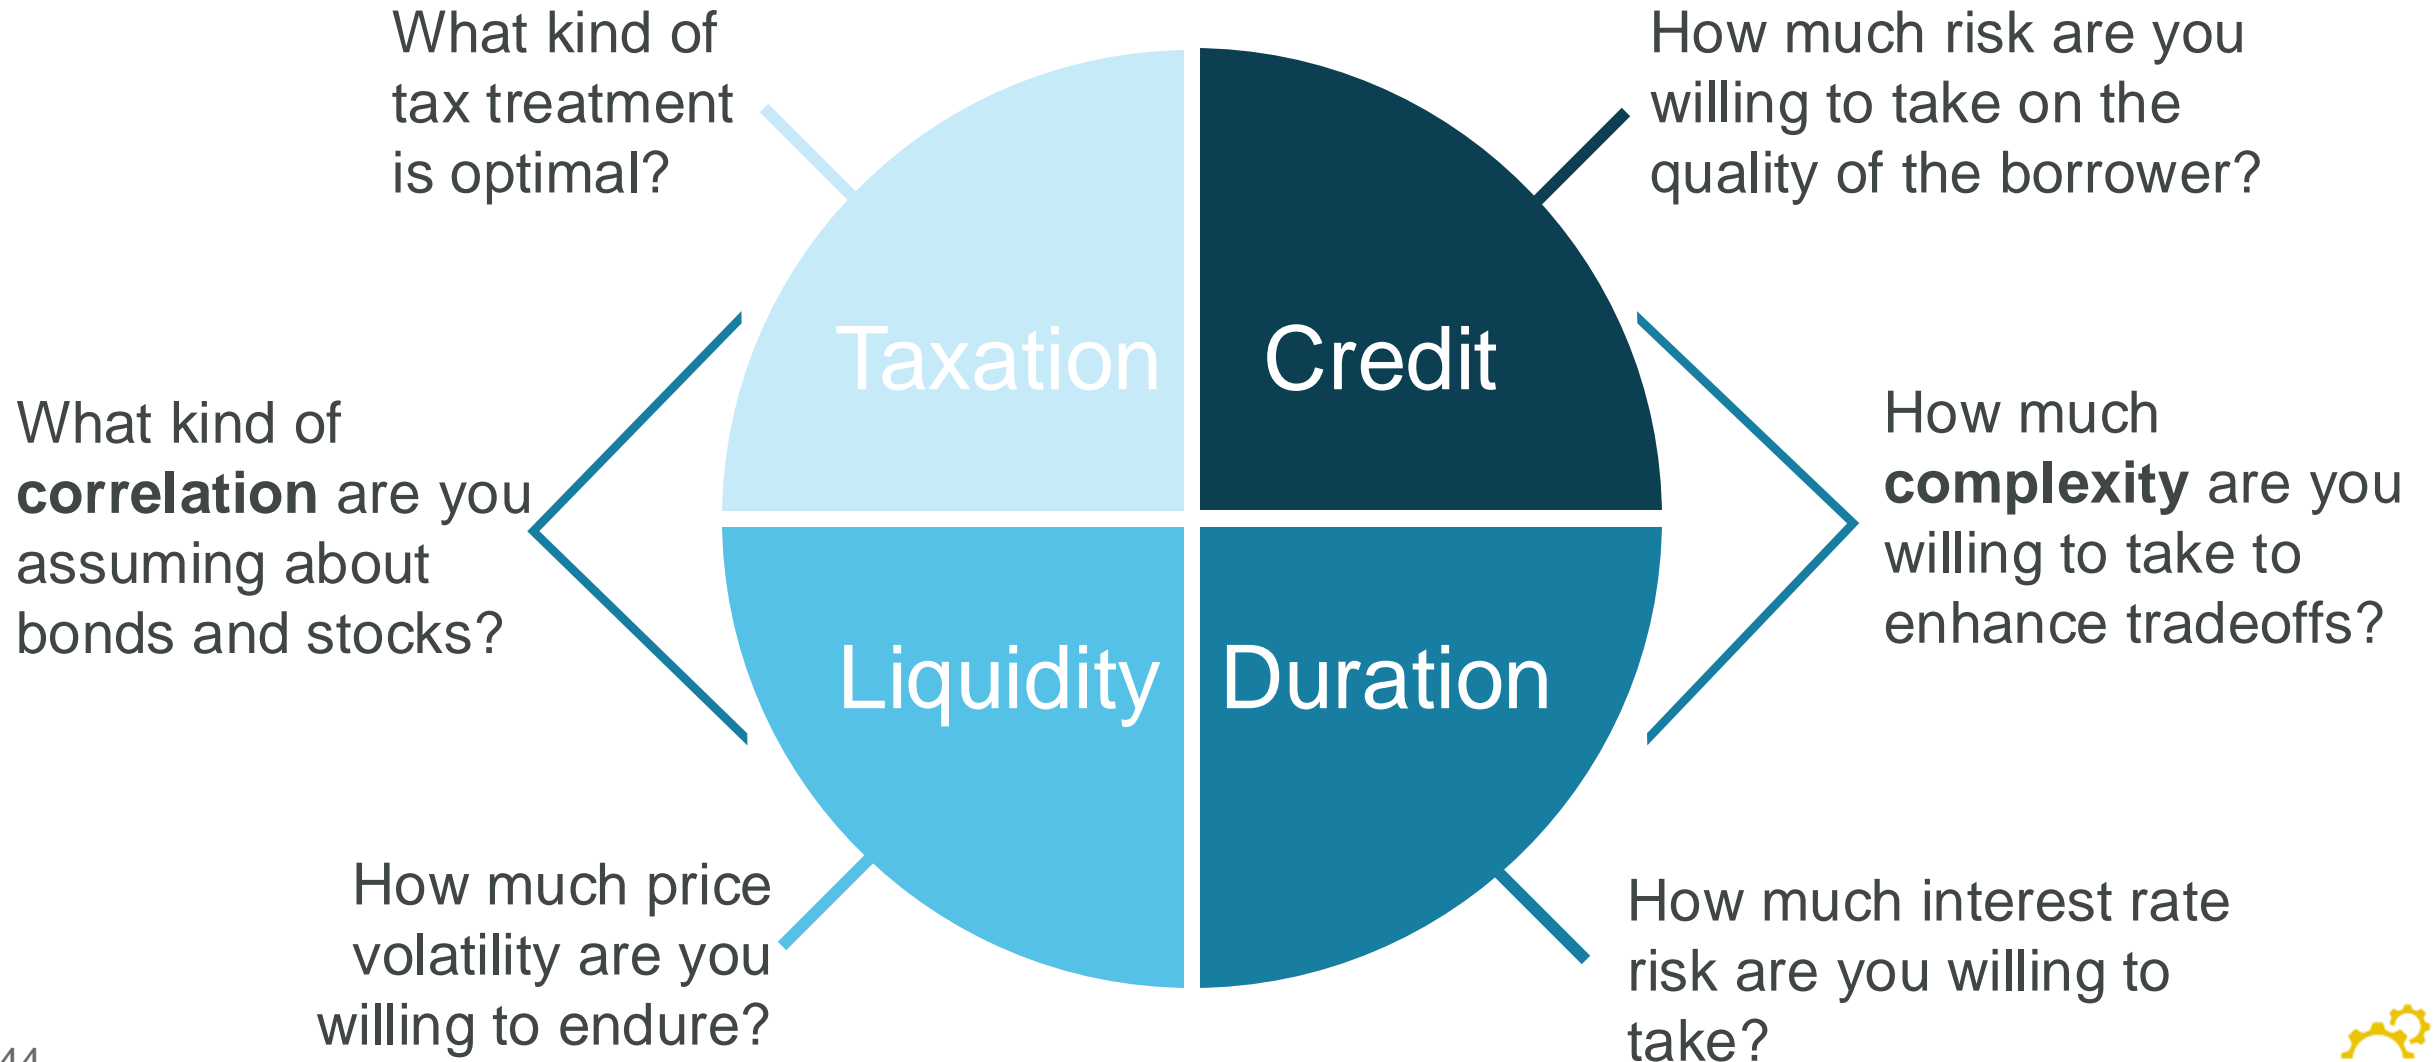 What kind of
tax treatment
is optimal?
How much risk are you
willing to take on the
quality of the borrower?
Taxation
Credit
What kind of
correlation are you
assuming about
bonds and stocks?
How much
complexity are you
willing to take to
enhance tradeoffs?
Liquidity
Duration
How much price
volatility are you
willing to endure?
How much interest rate
risk are you willing to
take?
44